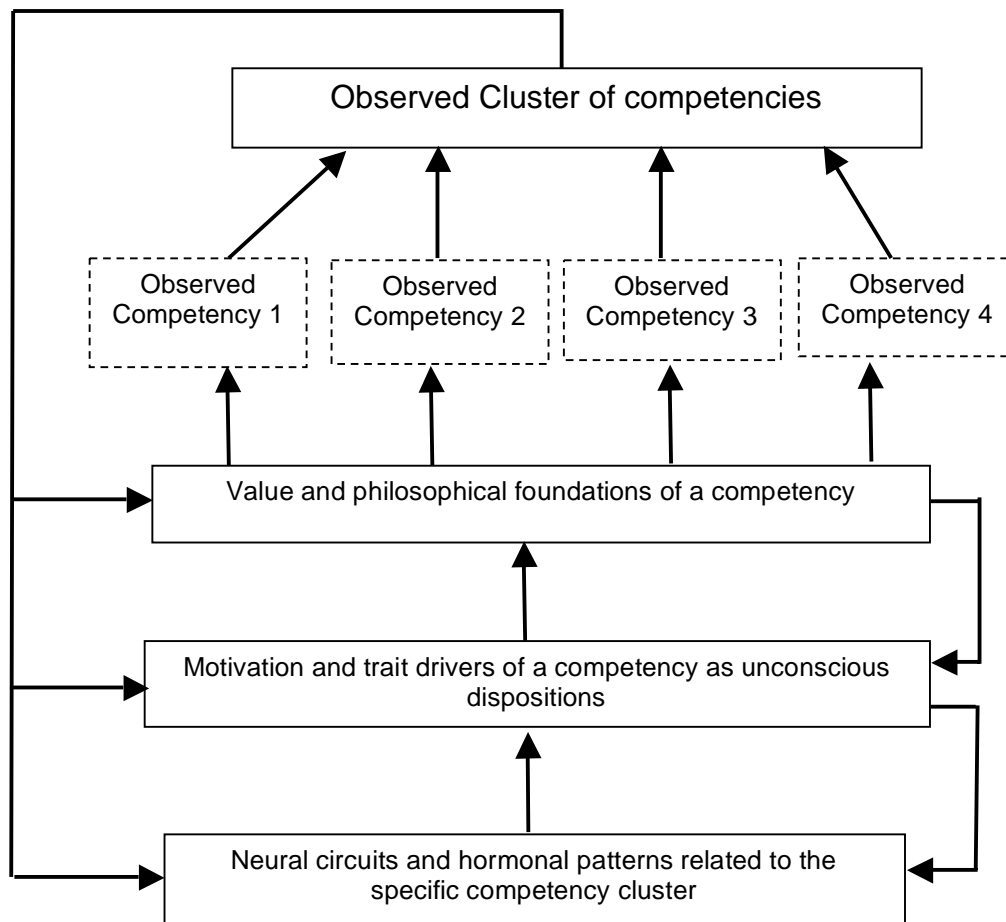 Observed Cluster of competencies
Observed
Competency 1
Observed
Competency 2
Observed
Competency 3
Observed
Competency 4
Value and philosophical foundations of a competency
Motivation and trait drivers of a competency as unconscious
dispositions
Neural circuits and hormonal patterns related to the
specific competency cluster